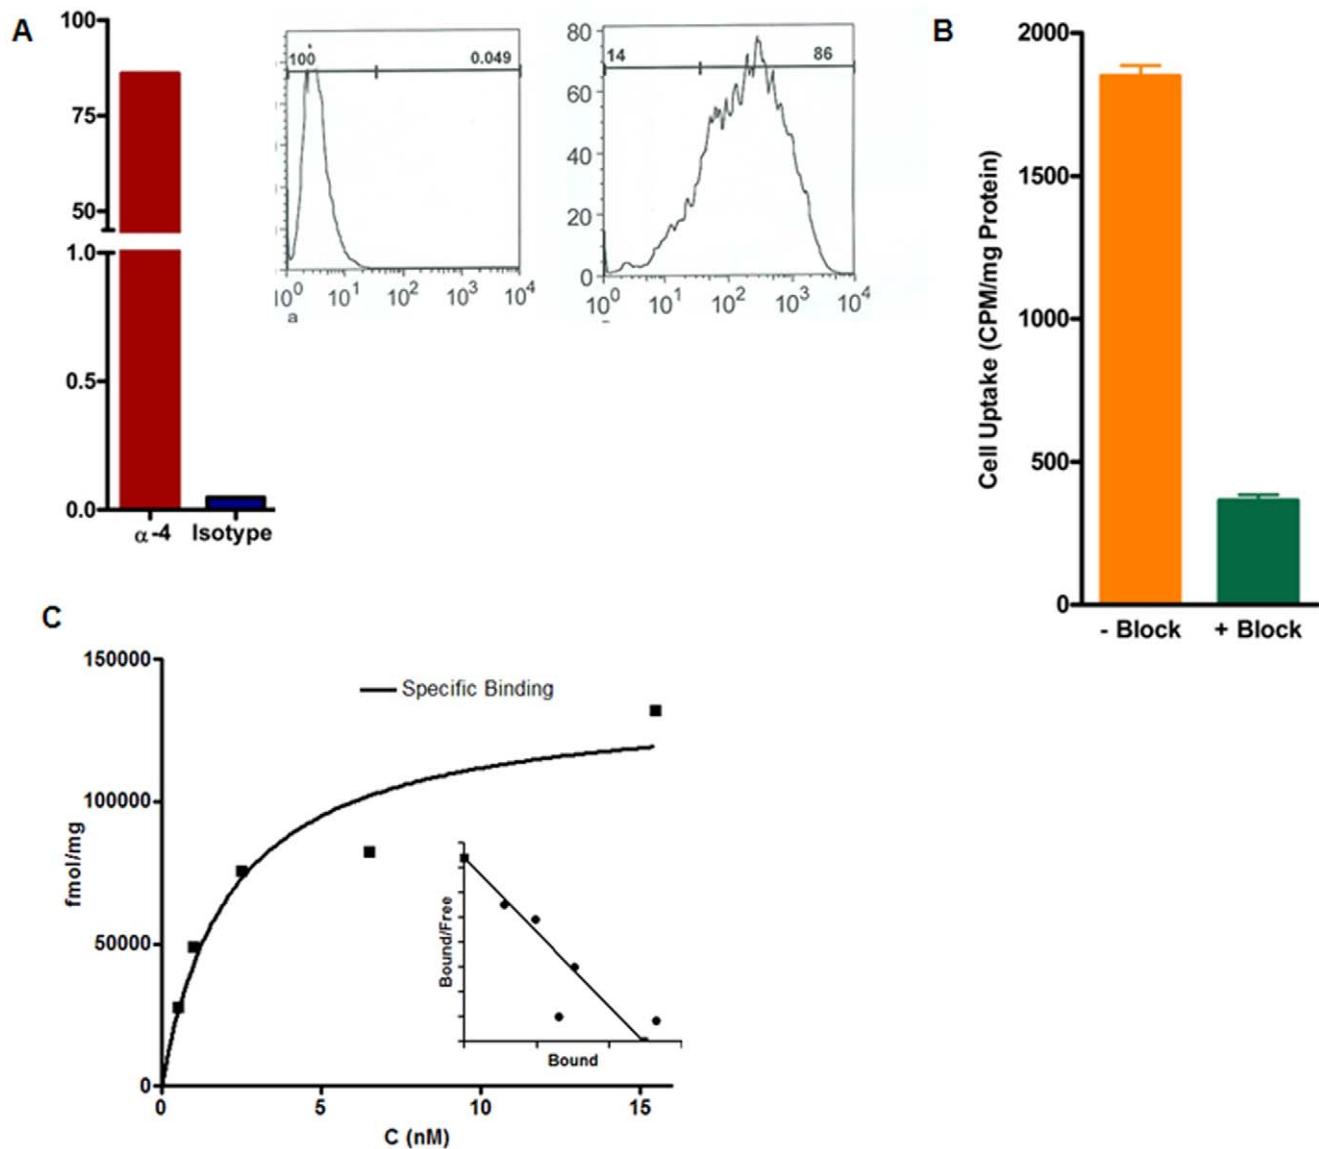 A
100
75
50
1.0
0.5
0.0
α-4 Isotype
100 0.049
10^0 10^1 10^2 10^3 10^4
a
80
60
40
20
0
14 86
10^0 10^1 10^2 10^3 10^4
B
Cell Uptake (CPM/mg Protein)
2000
1500
1000
500
0
- Block + Block
C
fmol/mg
150000
100000
50000
0
Specific Binding
Bound/Free
Bound
0 5 10 15
C (nM)